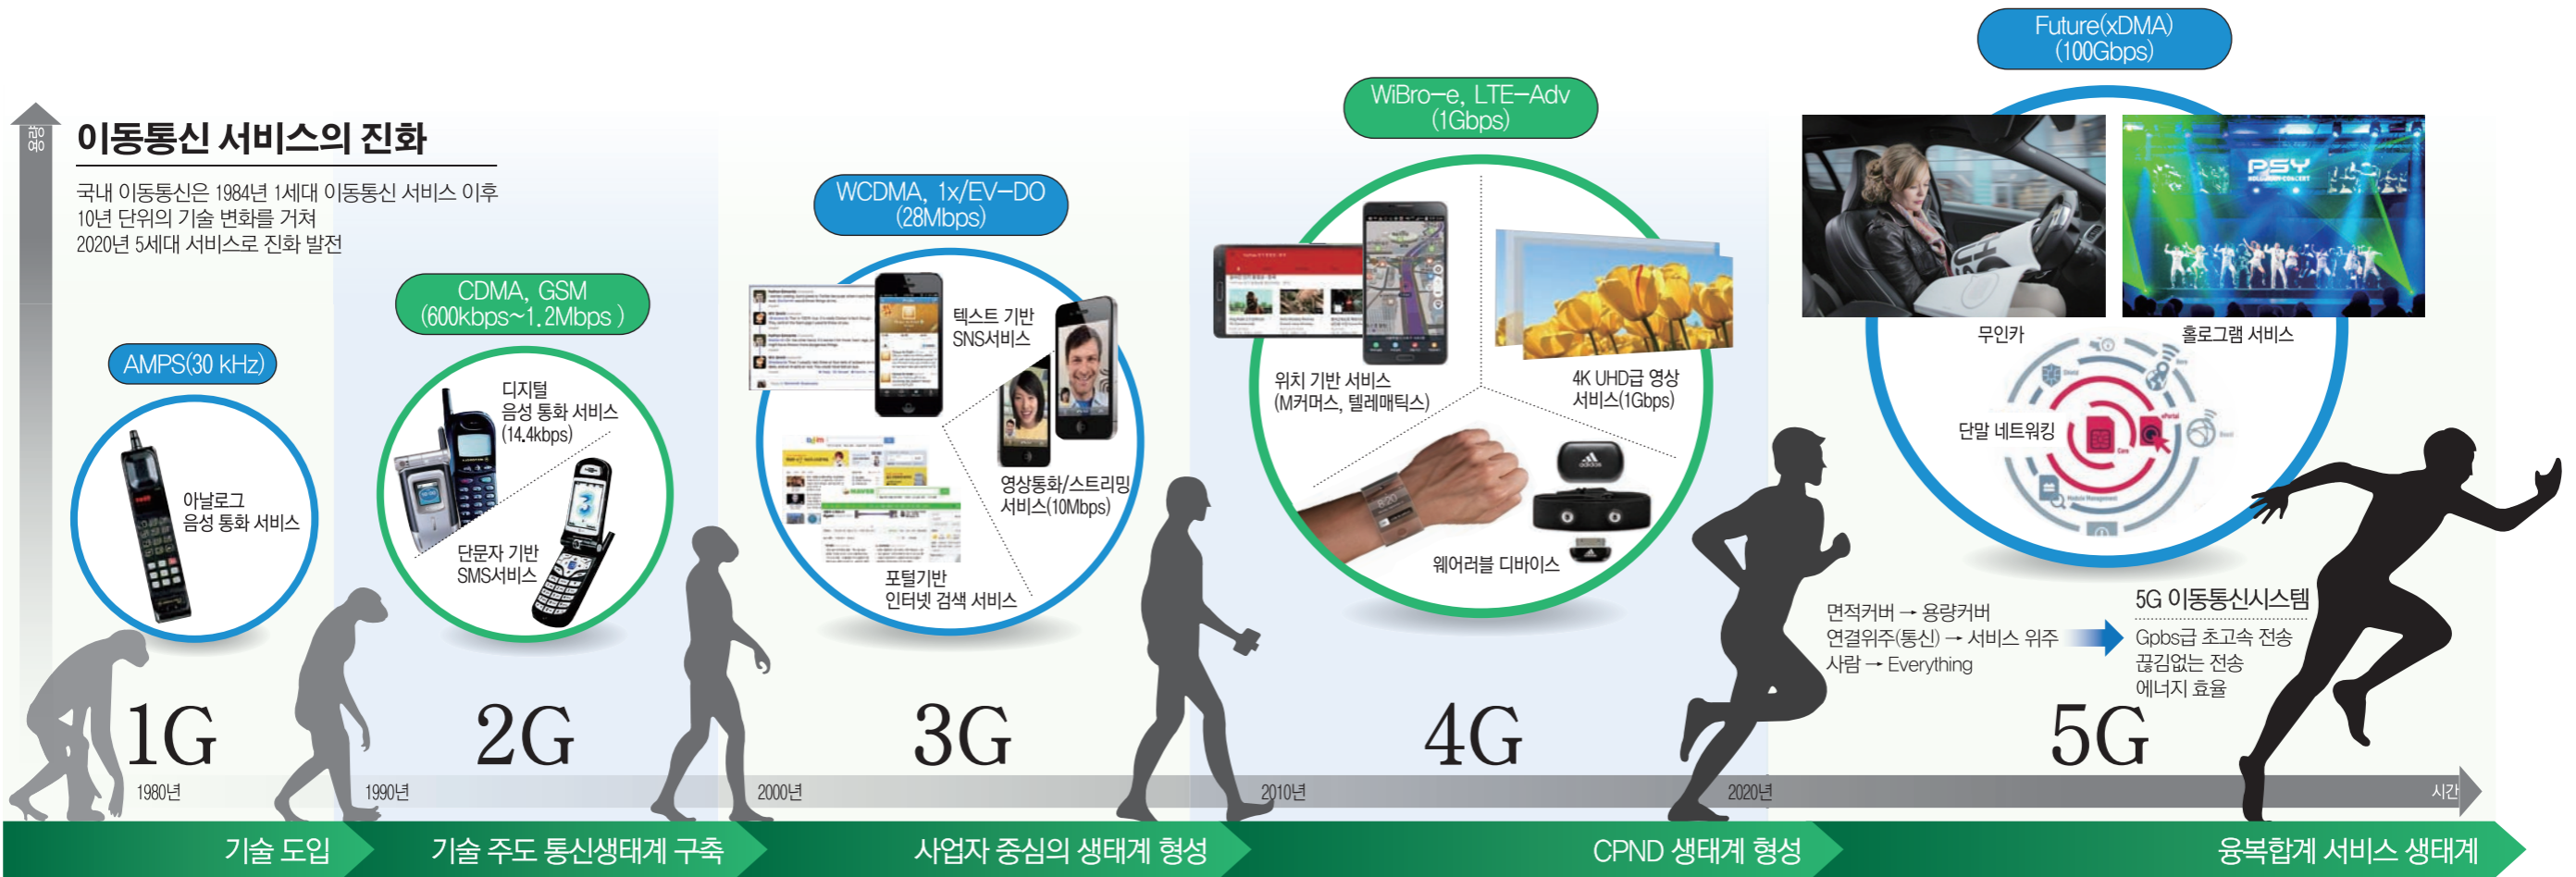 이동통신 서비스의 진화
국내 이동통신은 1984년 1세대 이동통신 서비스 이후
10년 단위의 기술 변화를 거쳐
2020년 5세대 서비스로 진화 발전
용량
AMPS(30 kHz)
아날로그
음성 통화 서비스
1G
1980년
기술 도입
CDMA, GSM
(600kbps~1.2Mbps )
디지털
음성 통화 서비스
(14.4kbps)
단문자 기반
SMS서비스
2G
1990년
기술 주도 통신생태계 구축
WCDMA, 1x/EV-DO
(28Mbps)
텍스트 기반
SNS서비스
영상통화/스트리밍
서비스(10Mbps)
포털기반
인터넷 검색 서비스
3G
2000년
사업자 중심의 생태계 형성
WiBro-e, LTE-Adv
(1Gbps)
위치 기반 서비스
(M커머스, 텔레매틱스)
4K UHD급 영상
서비스(1Gbps)
adidas
웨어러블 디바이스
4G
2010년
CPND 생태계 형성
Future(xDMA)
(100Gbps)
PSY
무인카
홀로그램 서비스
단말 네트워킹
면적커버 → 용량커버
연결위주(통신) → 서비스 위주
사람 → Everything
5G 이동통신시스템
Gpbs급 초고속 전송
끊김없는 전송
에너지 효율
5G
2020년
시간
융복합계 서비스 생태계